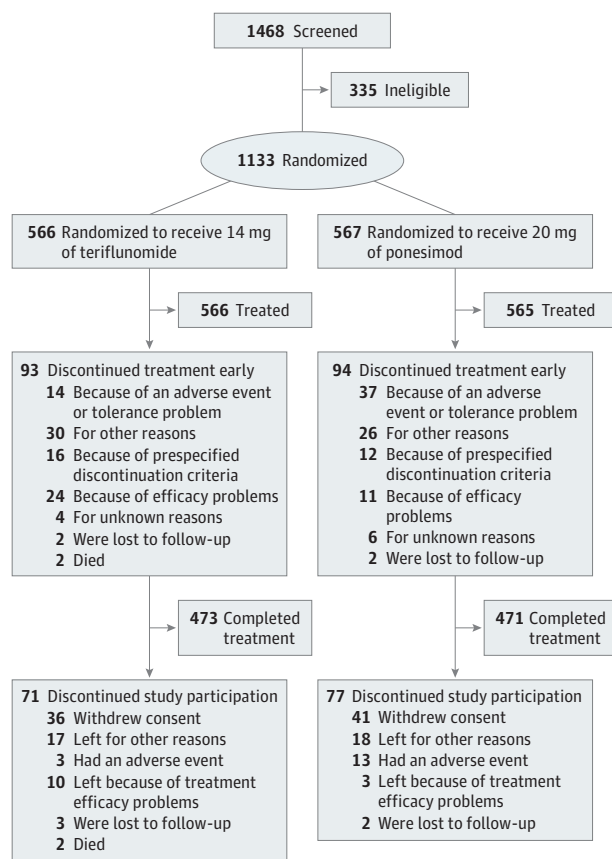 1468 Screened
335 Ineligible
1133 Randomized
566 Randomized to receive 14 mg
of teriflunomide
567 Randomized to receive 20 mg
of ponesimod
566 Treated
565 Treated
93 Discontinued treatment early
14 Because of an adverse event
or tolerance problem
30 For other reasons
16 Because of prespecified
discontinuation criteria
24 Because of efficacy problems
4 For unknown reasons
2 Were lost to follow-up
2 Died
94 Discontinued treatment early
37 Because of an adverse
event or tolerance problem
26 For other reasons
12 Because of prespecified
discontinuation criteria
11 Because of efficacy
problems
6 For unknown reasons
2 Were lost to follow-up
473 Completed
treatment
471 Completed
treatment
71 Discontinued study participation
36 Withdrew consent
17 Left for other reasons
3 Had an adverse event
10 Left because of treatment
efficacy problems
3 Were lost to follow-up
2 Died
77 Discontinued study participation
41 Withdrew consent
18 Left for other reasons
13 Had an adverse event
3 Left because of treatment
efficacy problems
2 Were lost to follow-up